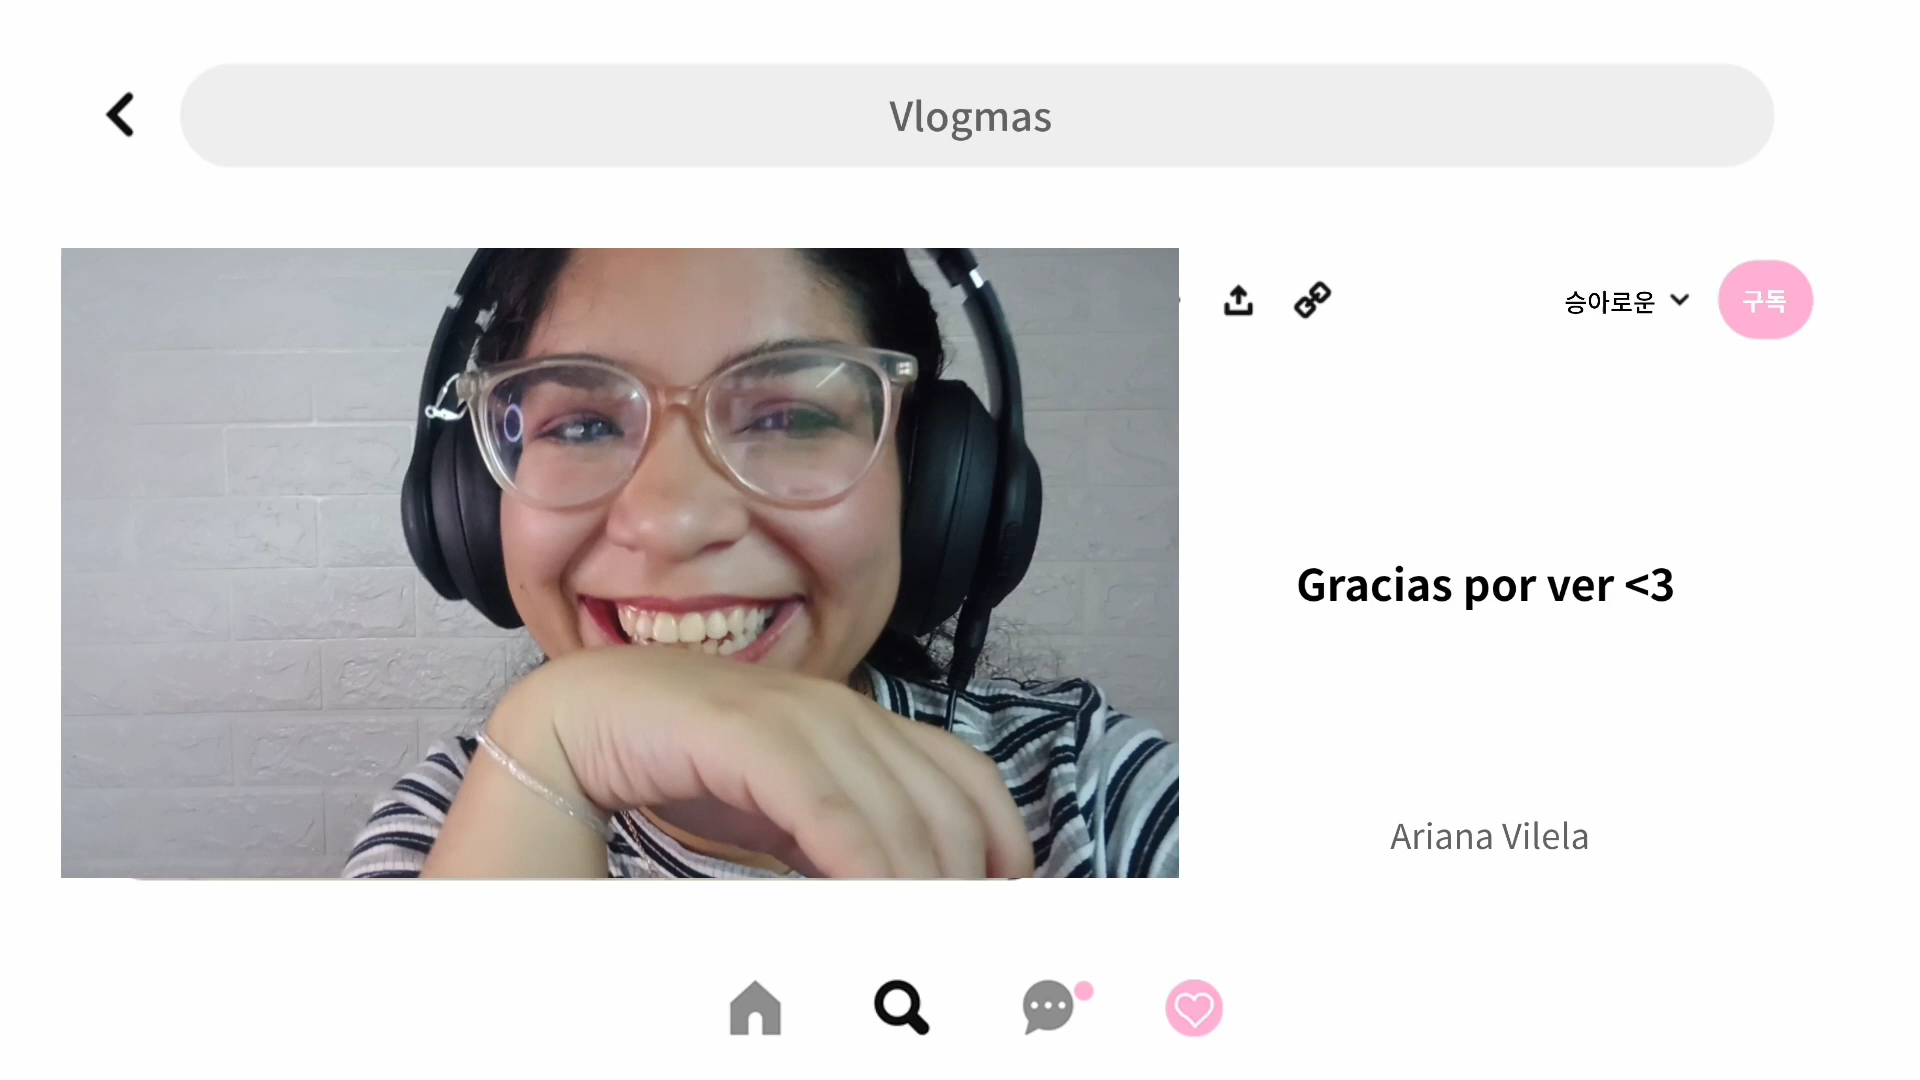 Vlogmas
승아로운
구독
Gracias por ver <3
Ariana Vilela